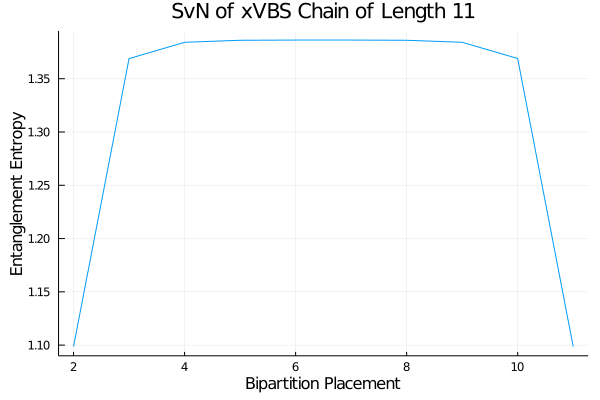 SvN of xVBS Chain of Length 11
Entanglement Entropy
1.35
1.30
1.25
1.20
1.15
1.10
2 4 6 8 10
Bipartition Placement